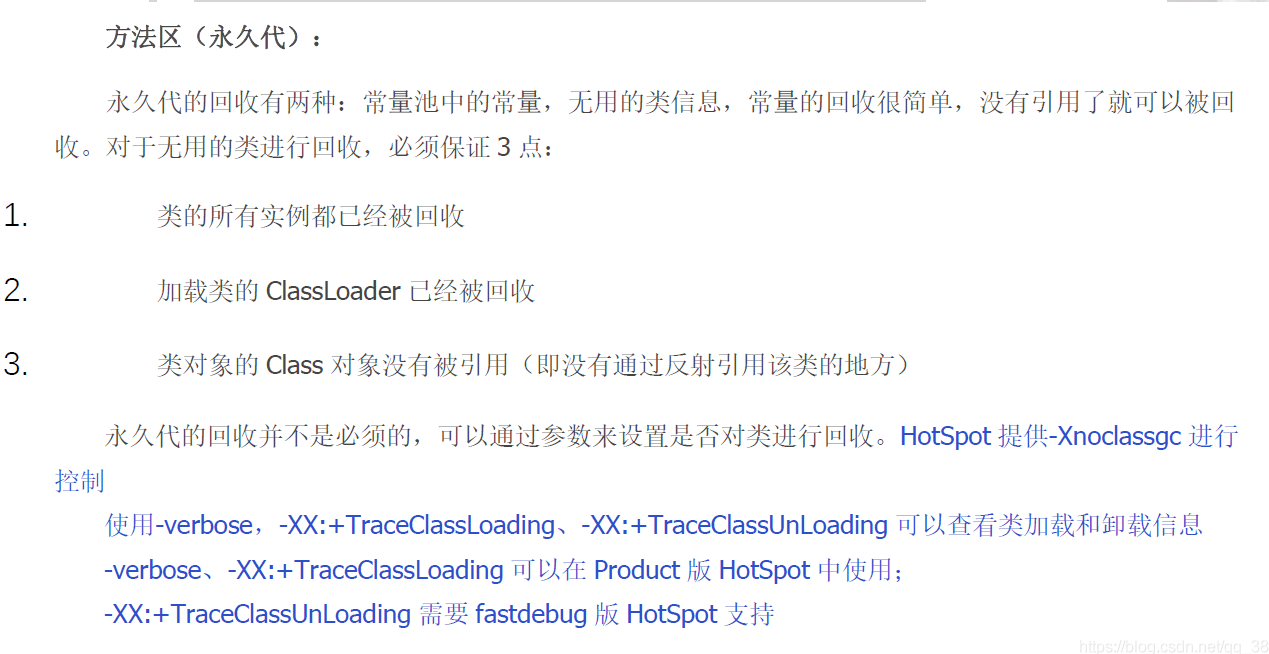 方法区（永久代）：
永久代的回收有两种：常量池中的常量，无用的类信息，常量的回收很简单，没有引用了就可以被回
收。对于无用的类进行回收，必须保证 3 点：
1. 类的所有实例都已经被回收
2. 加载类的 ClassLoader 已经被回收
3. 类对象的 Class 对象没有被引用（即没有通过反射引用该类的地方）
永久代的回收并不是必须的，可以通过参数来设置是否对类进行回收。HotSpot 提供-Xnoclassgc 进行
控制
使用-verbose，-XX:+TraceClassLoading、-XX:+TraceClassUnLoading 可以查看类加载和卸载信息
-verbose、-XX:+TraceClassLoading 可以在 Product 版 HotSpot 中使用；
-XX:+TraceClassUnLoading 需要 fastdebug 版 HotSpot 支持
https://blog.csdn.net/qq_38